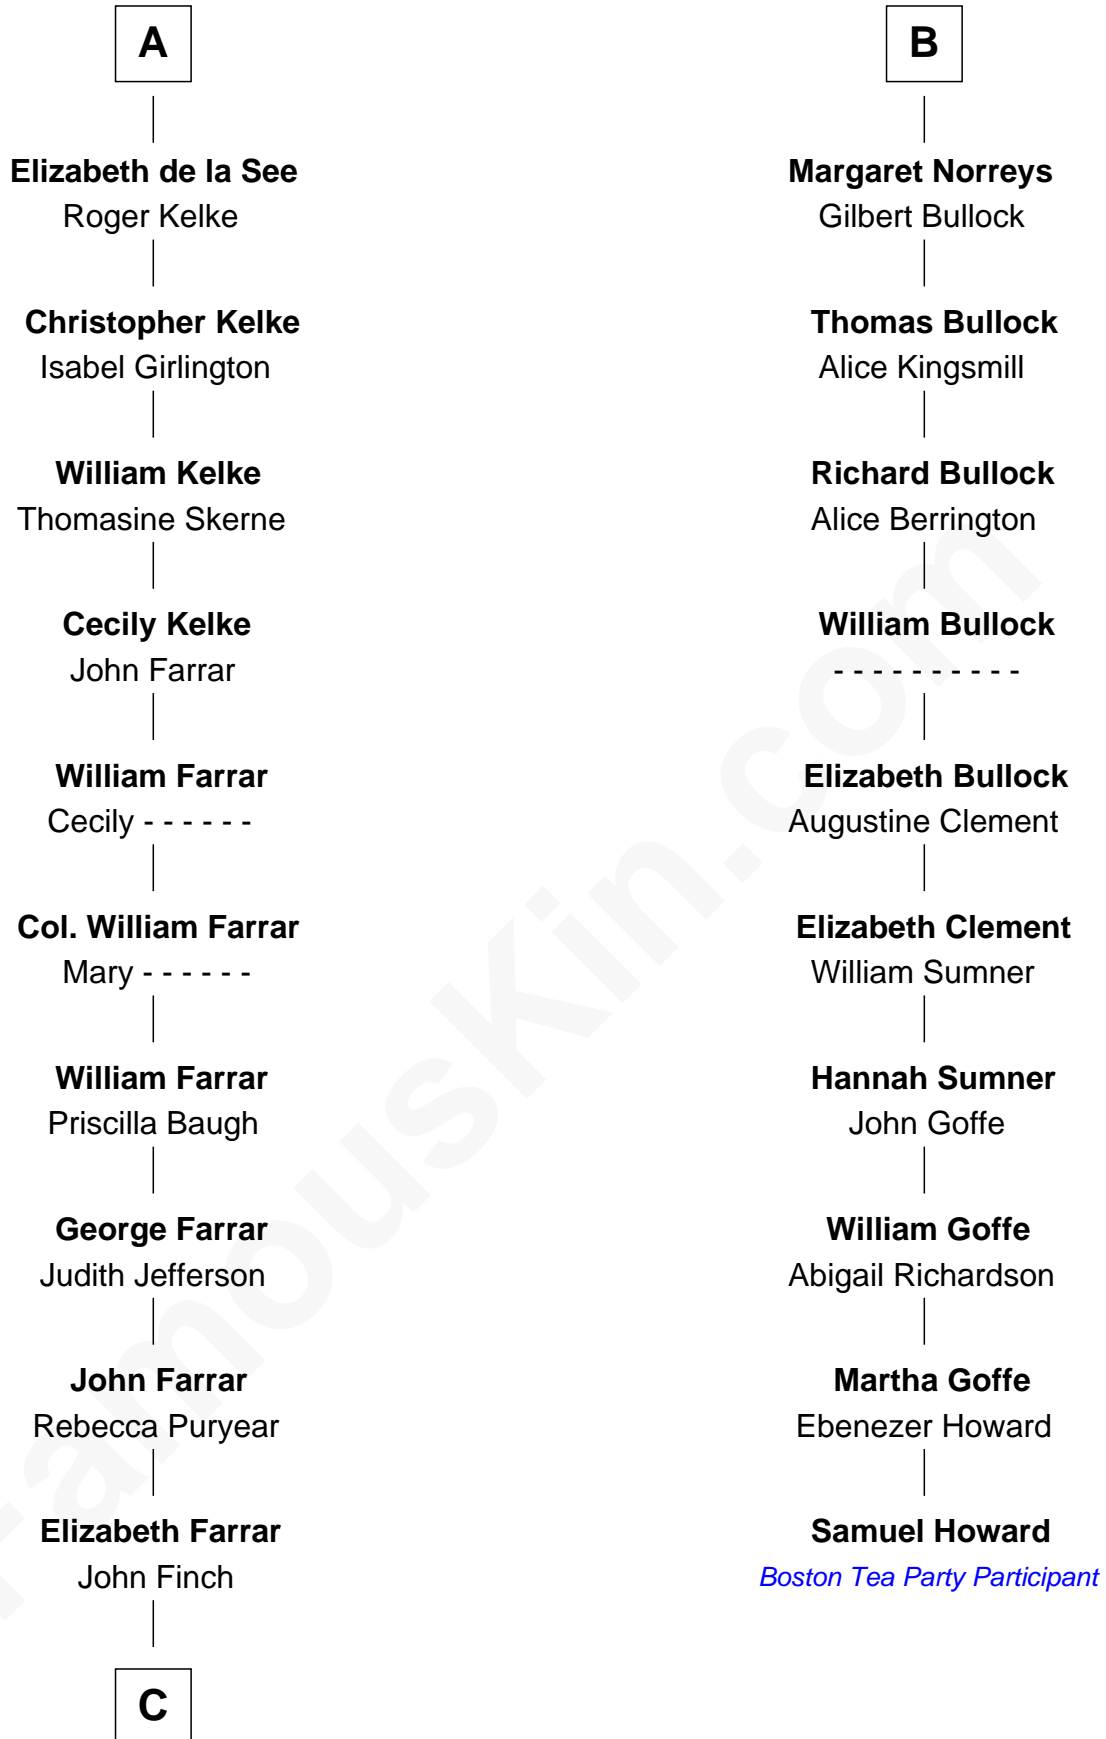 A
Elizabeth de la See
Roger Kelke
Christopher Kelke
Isabel Girlington
William Kelke
Thomasine Skerne
Cecily Kelke
John Farrar
William Farrar
Cecily - - - - - -
Col. William Farrar
Mary - - - - - -
William Farrar
Priscilla Baugh
George Farrar
Judith Jefferson
John Farrar
Rebecca Puryear
Elizabeth Farrar
John Finch
C
B
Margaret Norreys
Gilbert Bullock
Thomas Bullock
Alice Kingsmill
Richard Bullock
Alice Berrington
William Bullock
- - - - - - - - - -
Elizabeth Bullock
Augustine Clement
Elizabeth Clement
William Sumner
Hannah Sumner
John Goffe
William Goffe
Abigail Richardson
Martha Goffe
Ebenezer Howard
Samuel Howard
Boston Tea Party Participant
FamousKin.com